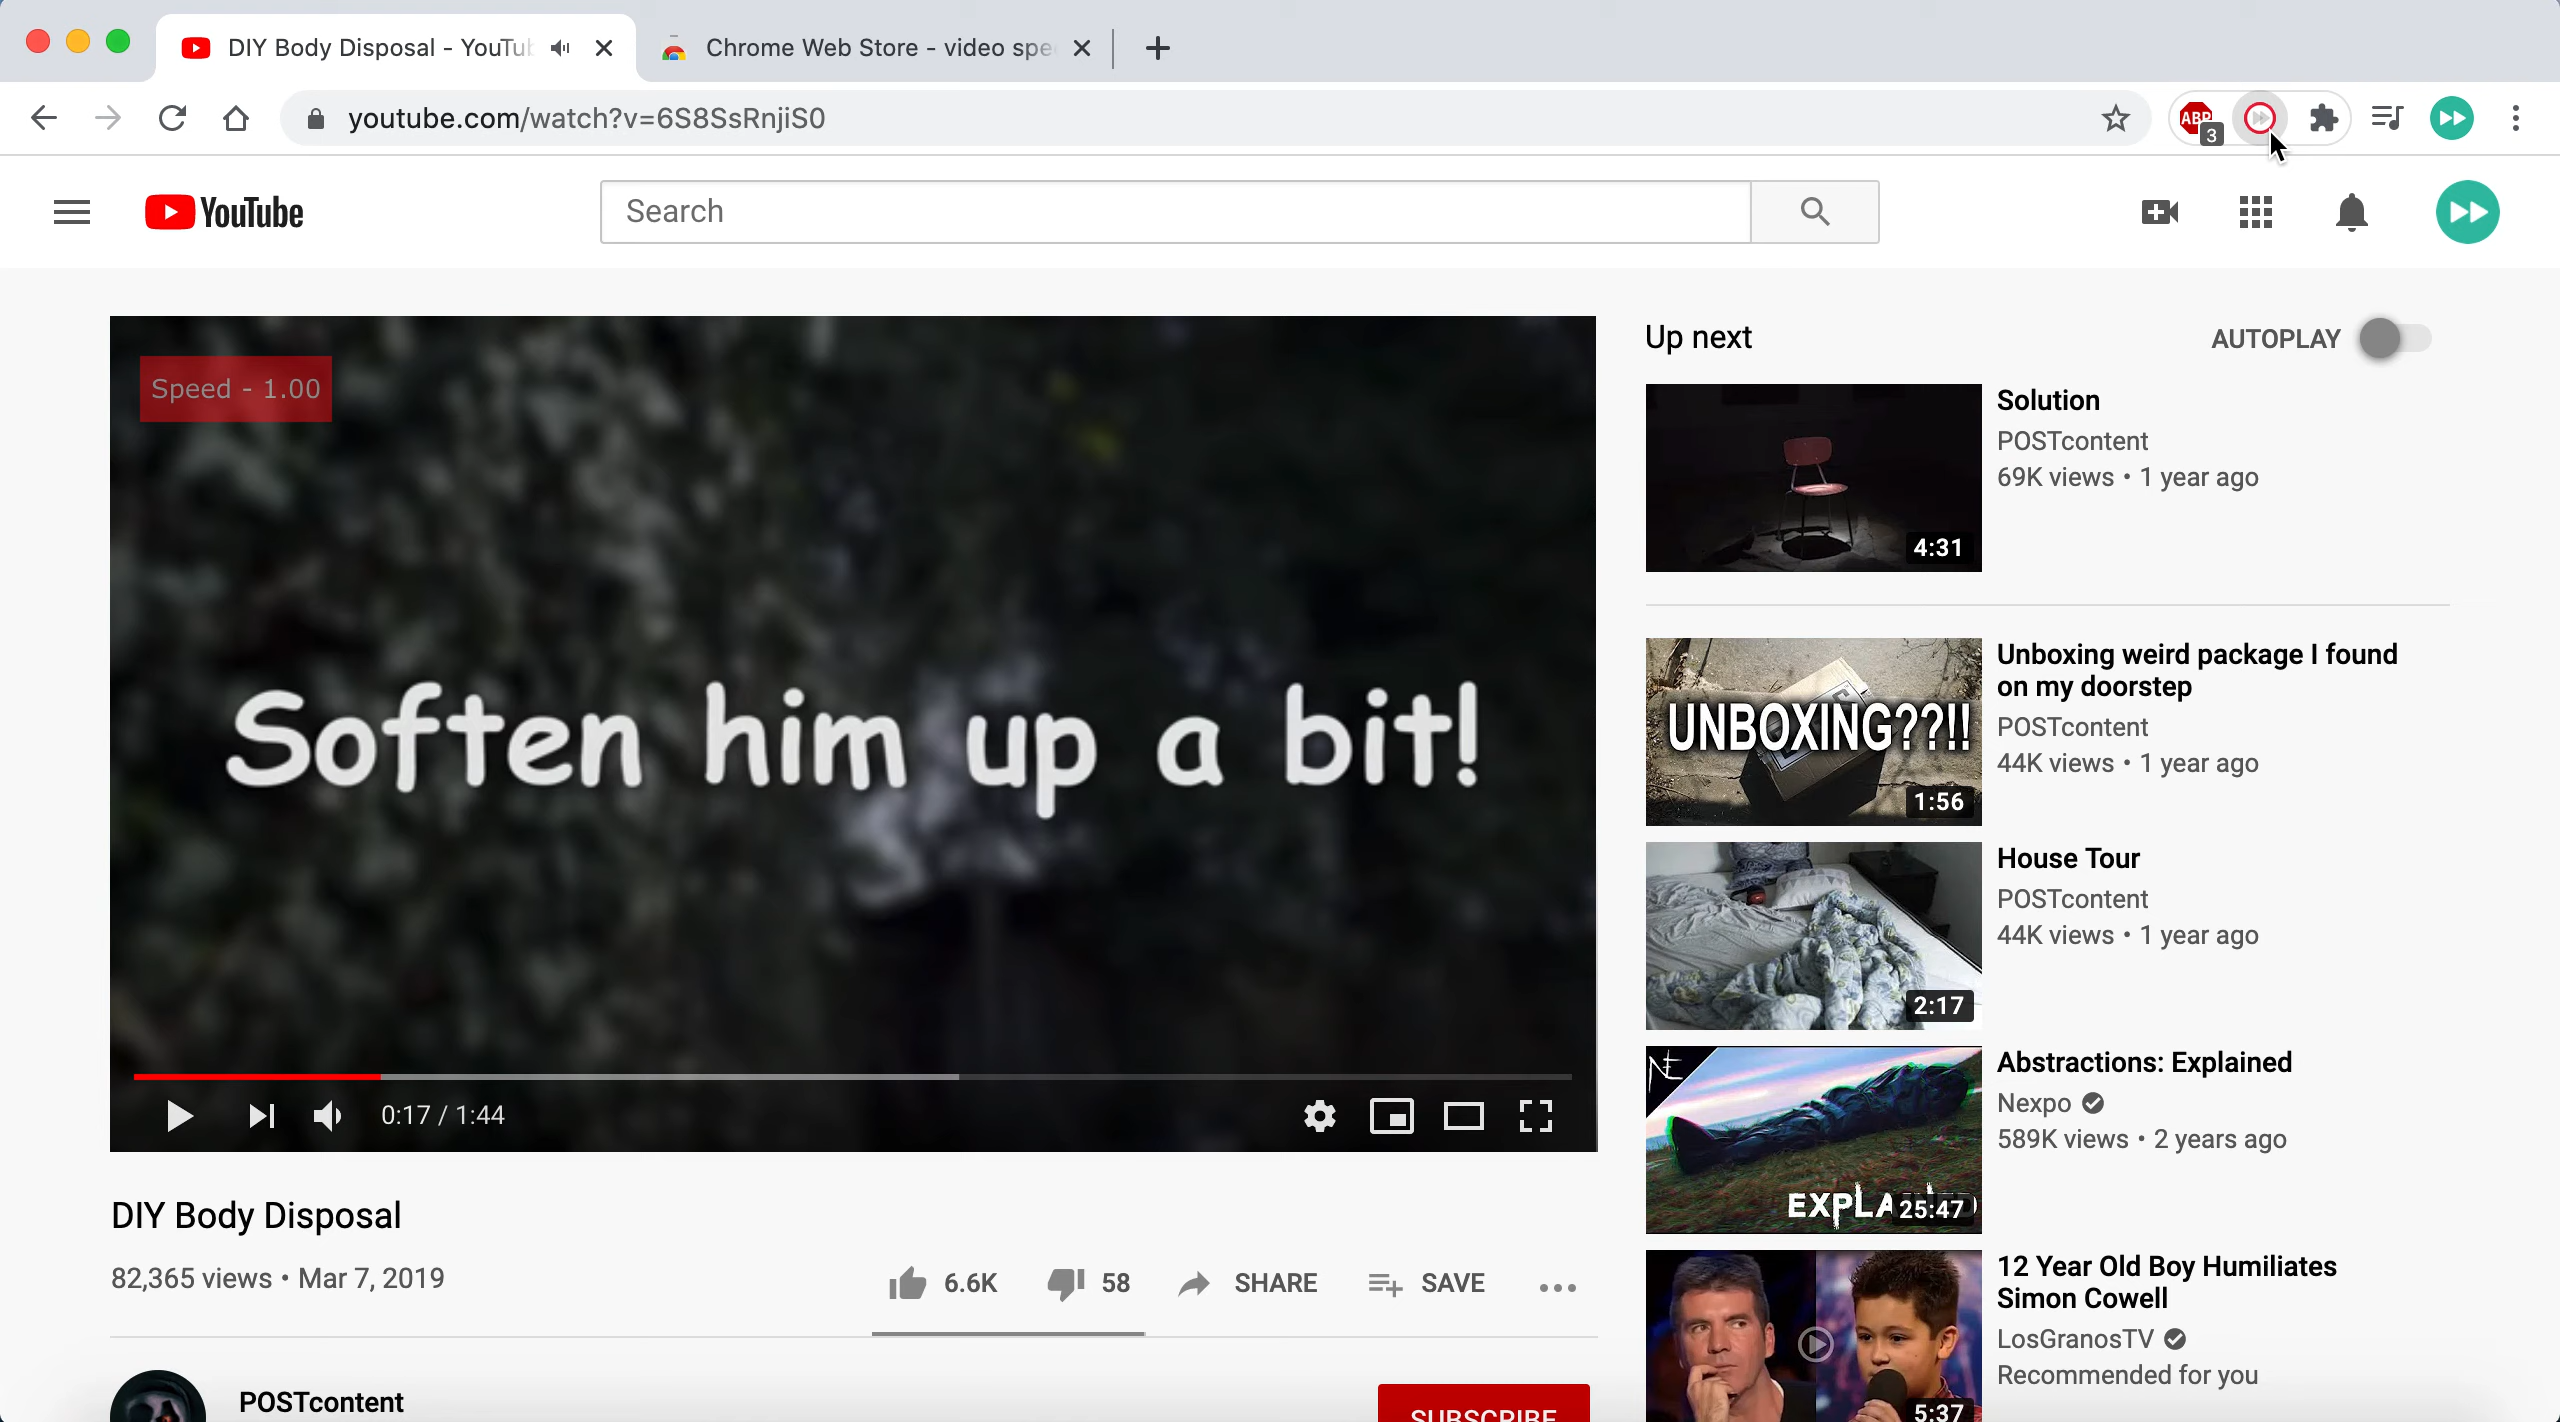 DIY Body Disposal - YouTub
Chrome Web Store - video spe
youtube.com/watch?v=6S8SsRnjiS0
ABP
3
YouTube
Search
Speed - 1.00
Soften him up a bit!
0:17 / 1:44
DIY Body Disposal
82,365 views • Mar 7, 2019
6.6K
58
SHARE
SAVE
POSTcontent
SUBSCRIBE
Up next
AUTOPLAY
4:31
Solution
POSTcontent
69K views • 1 year ago
UNBOXING??!!
1:56
Unboxing weird package I found
on my doorstep
POSTcontent
44K views • 1 year ago
2:17
House Tour
POSTcontent
44K views • 1 year ago
NE
25:47
Abstractions: Explained
Nexpo
589K views • 2 years ago
5:37
12 Year Old Boy Humiliates
Simon Cowell
LosGranosTV
Recommended for you